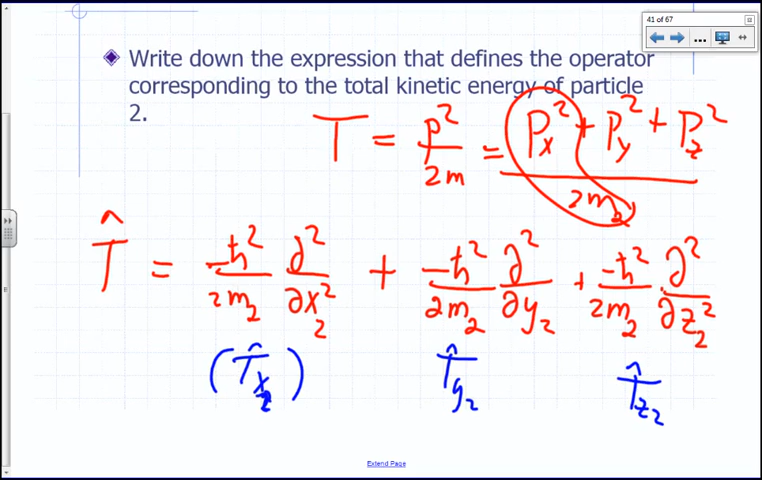 41 of 67
Write down the expression that defines the operator
corresponding to the total kinetic energy of particle
2.
T = p²/2m = (Px² + Py² + Pz²)/2m₂
T̂ = -ħ²/2m₂ ∂²/∂x₂² + -ħ²/2m₂ ∂²/∂y₂ + -ħ²/2m₂ ∂²/∂z₂²
(T̂x₂) T̂y₂ T̂z₂
Extend Page